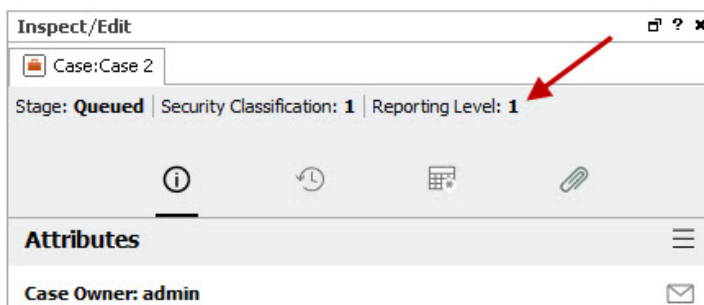 Inspect/Edit
Case:Case 2
Stage: Queued | Security Classification: 1 | Reporting Level: 1
Attributes
Case Owner: admin